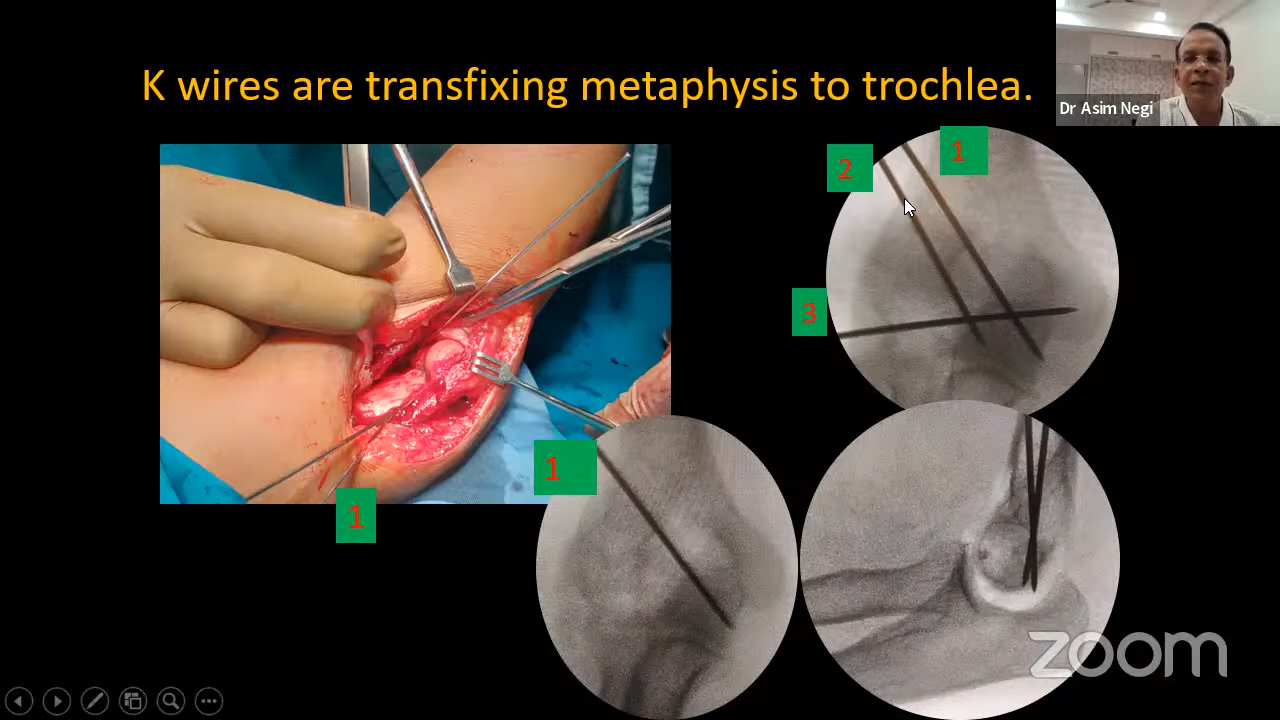 K wires are transfixing metaphysis to trochlea.
Dr Asim Negi
2
1
3
1
1
zoom